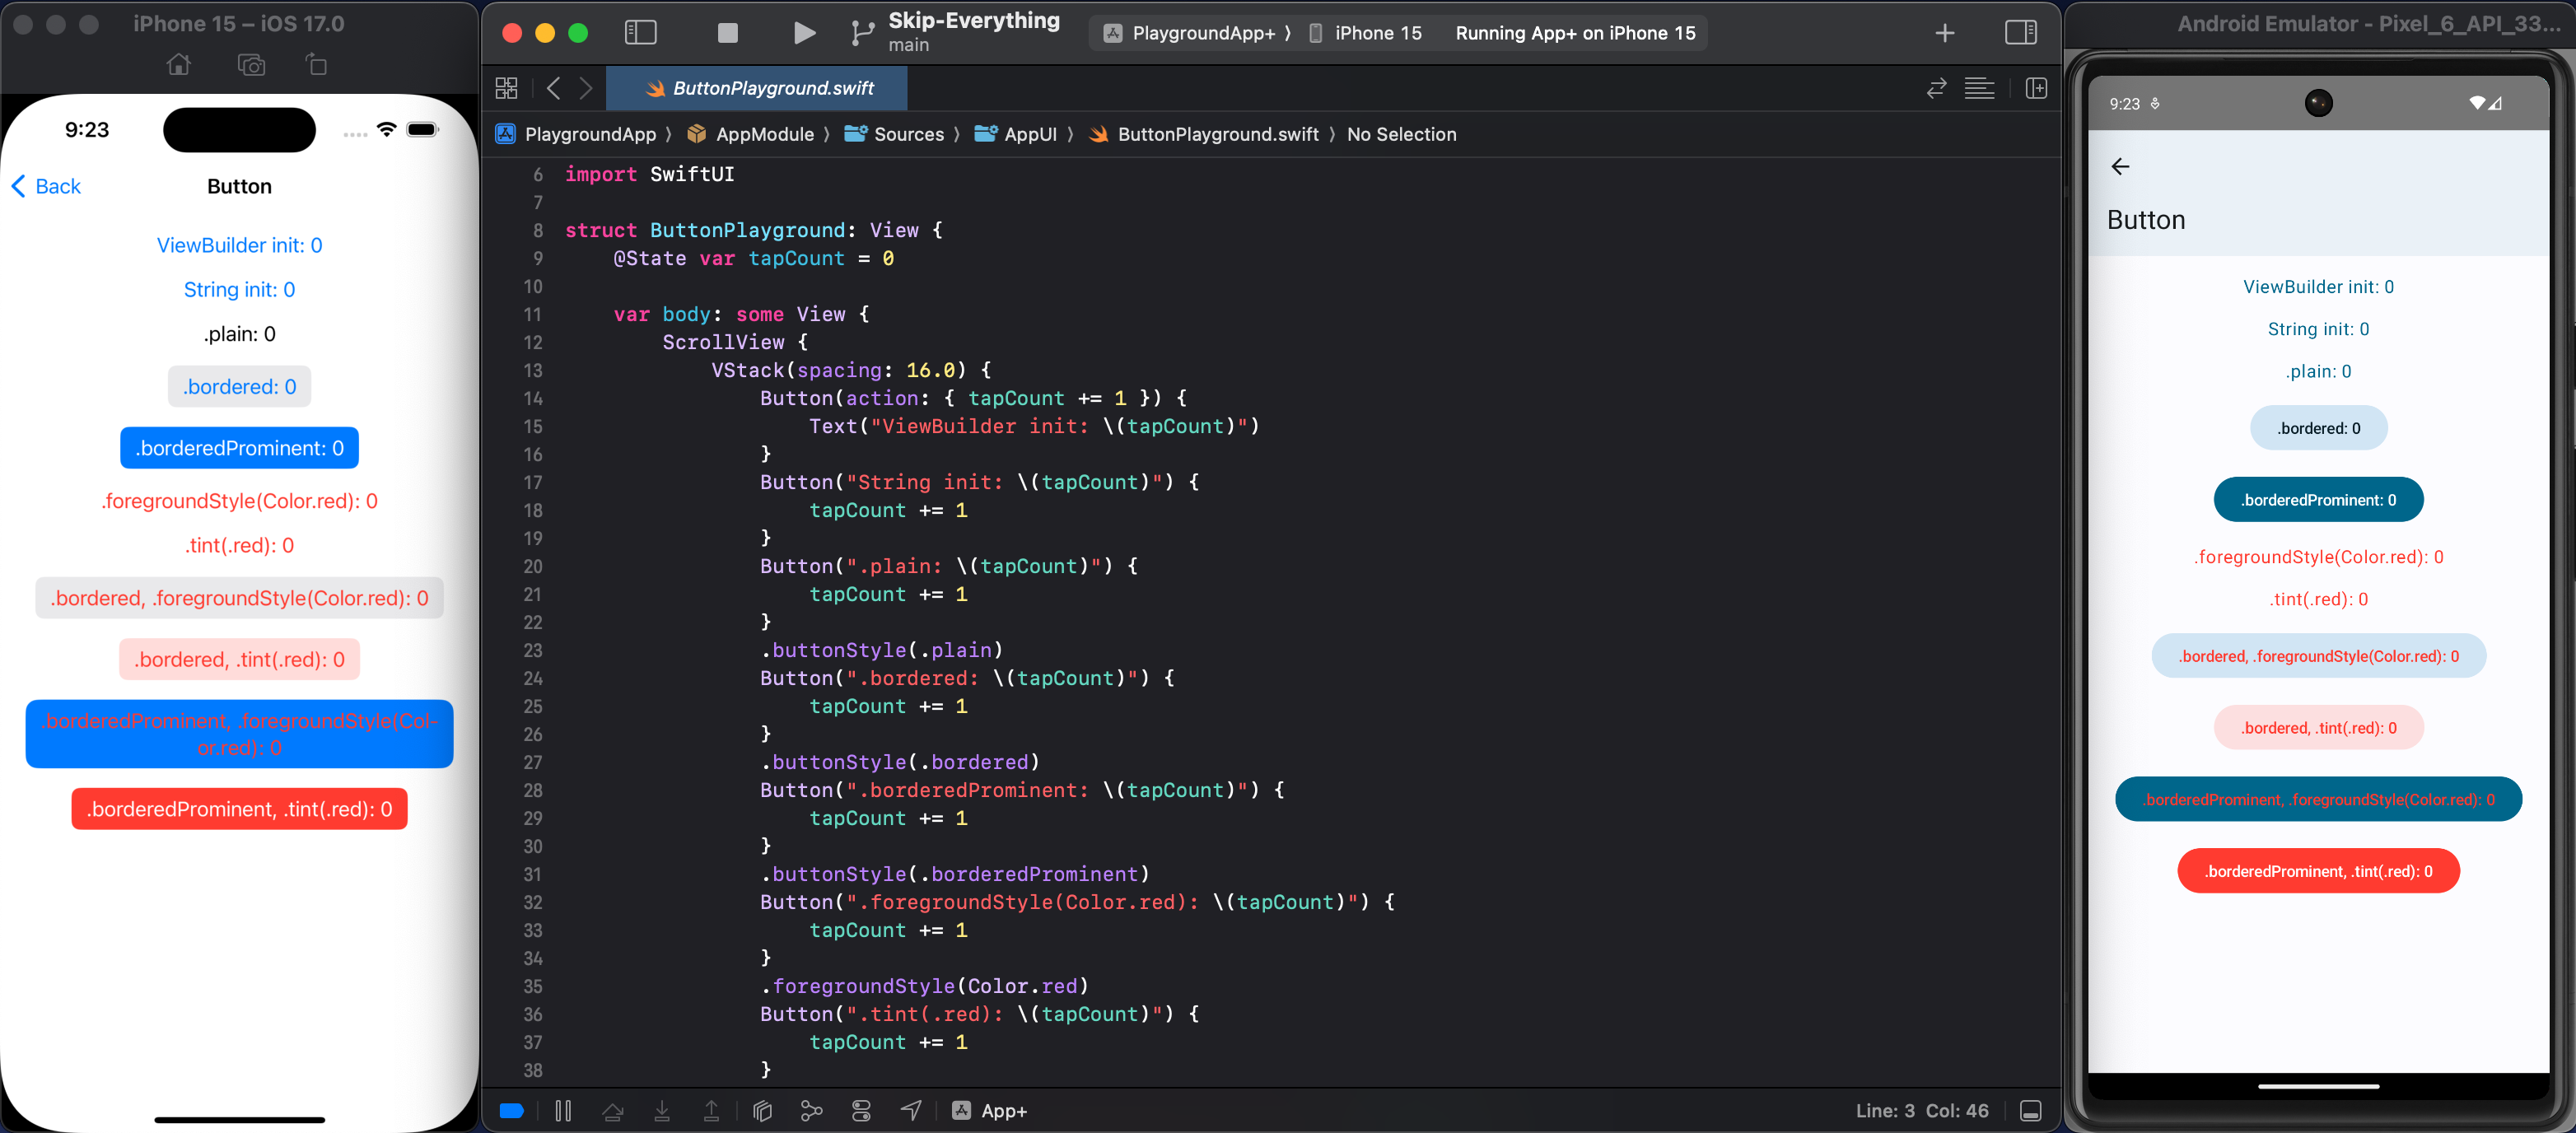 iPhone 15 – iOS 17.0
9:23
Back
Button
ViewBuilder init: 0
String init: 0
.plain: 0
.bordered: 0
.borderedProminent: 0
.foregroundStyle(Color.red): 0
.tint(.red): 0
.bordered, .foregroundStyle(Color.red): 0
.bordered, .tint(.red): 0
.borderedProminent, .foregroundStyle(Col-
or.red): 0
.borderedProminent, .tint(.red): 0
Skip-Everything
main
PlaygroundApp+ ⟩ iPhone 15
Running App+ on iPhone 15
ButtonPlayground.swift
PlaygroundApp ⟩ AppModule ⟩ Sources ⟩ AppUI ⟩ ButtonPlayground.swift ⟩ No Selection
6 import SwiftUI
7
8 struct ButtonPlayground: View {
9     @State var tapCount = 0
10
11     var body: some View {
12         ScrollView {
13             VStack(spacing: 16.0) {
14                 Button(action: { tapCount += 1 }) {
15                     Text("ViewBuilder init: \(tapCount)")
16                 }
17                 Button("String init: \(tapCount)") {
18                     tapCount += 1
19                 }
20                 Button(".plain: \(tapCount)") {
21                     tapCount += 1
22                 }
23                 .buttonStyle(.plain)
24                 Button(".bordered: \(tapCount)") {
25                     tapCount += 1
26                 }
27                 .buttonStyle(.bordered)
28                 Button(".borderedProminent: \(tapCount)") {
29                     tapCount += 1
30                 }
31                 .buttonStyle(.borderedProminent)
32                 Button(".foregroundStyle(Color.red): \(tapCount)") {
33                     tapCount += 1
34                 }
35                 .foregroundStyle(Color.red)
36                 Button(".tint(.red): \(tapCount)") {
37                     tapCount += 1
38                 }
App+
Line: 3 Col: 46
Android Emulator - Pixel_6_API_33...
9:23
Button
ViewBuilder init: 0
String init: 0
.plain: 0
.bordered: 0
.borderedProminent: 0
.foregroundStyle(Color.red): 0
.tint(.red): 0
.bordered, .foregroundStyle(Color.red): 0
.bordered, .tint(.red): 0
.borderedProminent, .foregroundStyle(Color.red): 0
.borderedProminent, .tint(.red): 0